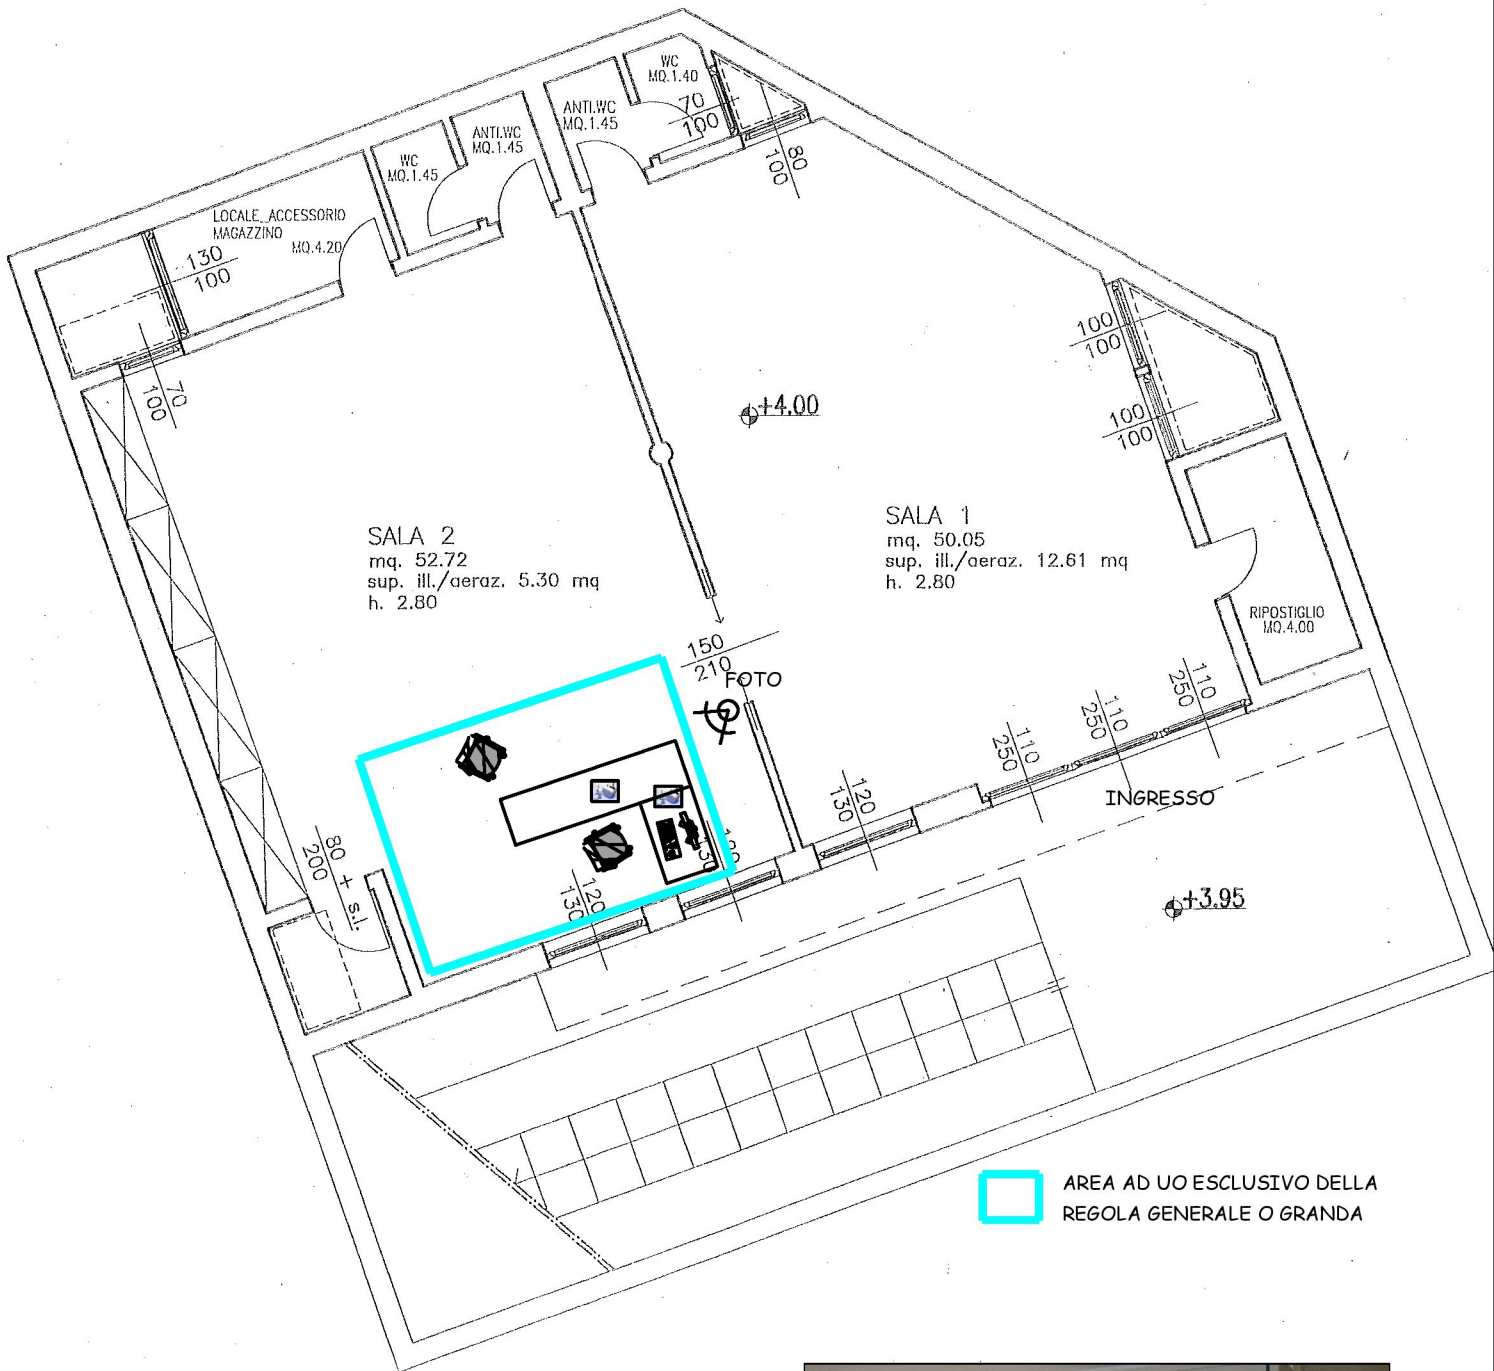 WC
MQ.1.40
ANTI.WC
MQ.1.45
70
100
ANTI.WC
MQ.1.45
WC
MQ.1.45
80
100
LOCALE ACCESSORIO
MAGAZZINO
MQ.4.20
130
100
70
100
100
100
100
100
+4.00
SALA 2
mq. 52.72
sup. ill./aeraz. 5.30 mq
h. 2.80
SALA 1
mq. 50.05
sup. ill./aeraz. 12.61 mq
h. 2.80
RIPOSTIGLIO
MQ.4.00
150
210
FOTO
110
250
110
250
110
250
INGRESSO
120
130
80 + s.l.
200
120
130
130
+3.95
AREA AD UO ESCLUSIVO DELLA
REGOLA GENERALE O GRANDA